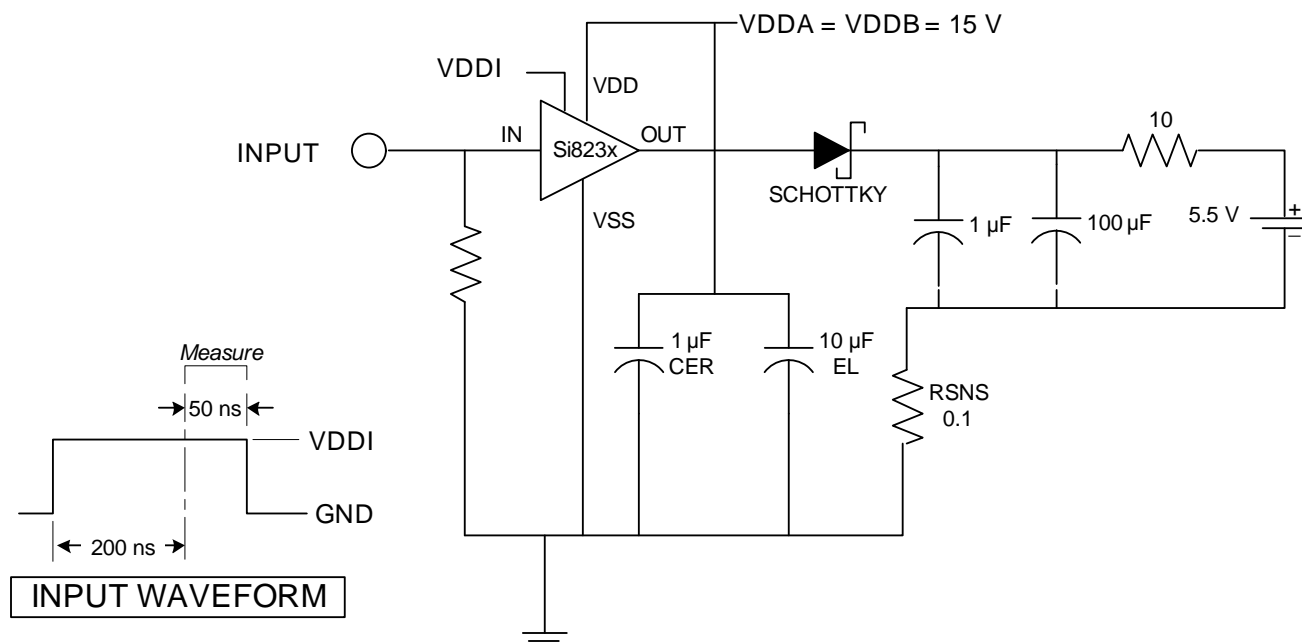 VDDA = VDDB = 15 V
VDDI
VDD
10
INPUT
IN
Si823x
OUT
SCHOTTKY
VSS
1 µF
100 µF
5.5 V
+
–
1 µF
CER
10 µF
EL
RSNS
0.1
Measure
50 ns
VDDI
GND
200 ns
INPUT WAVEFORM